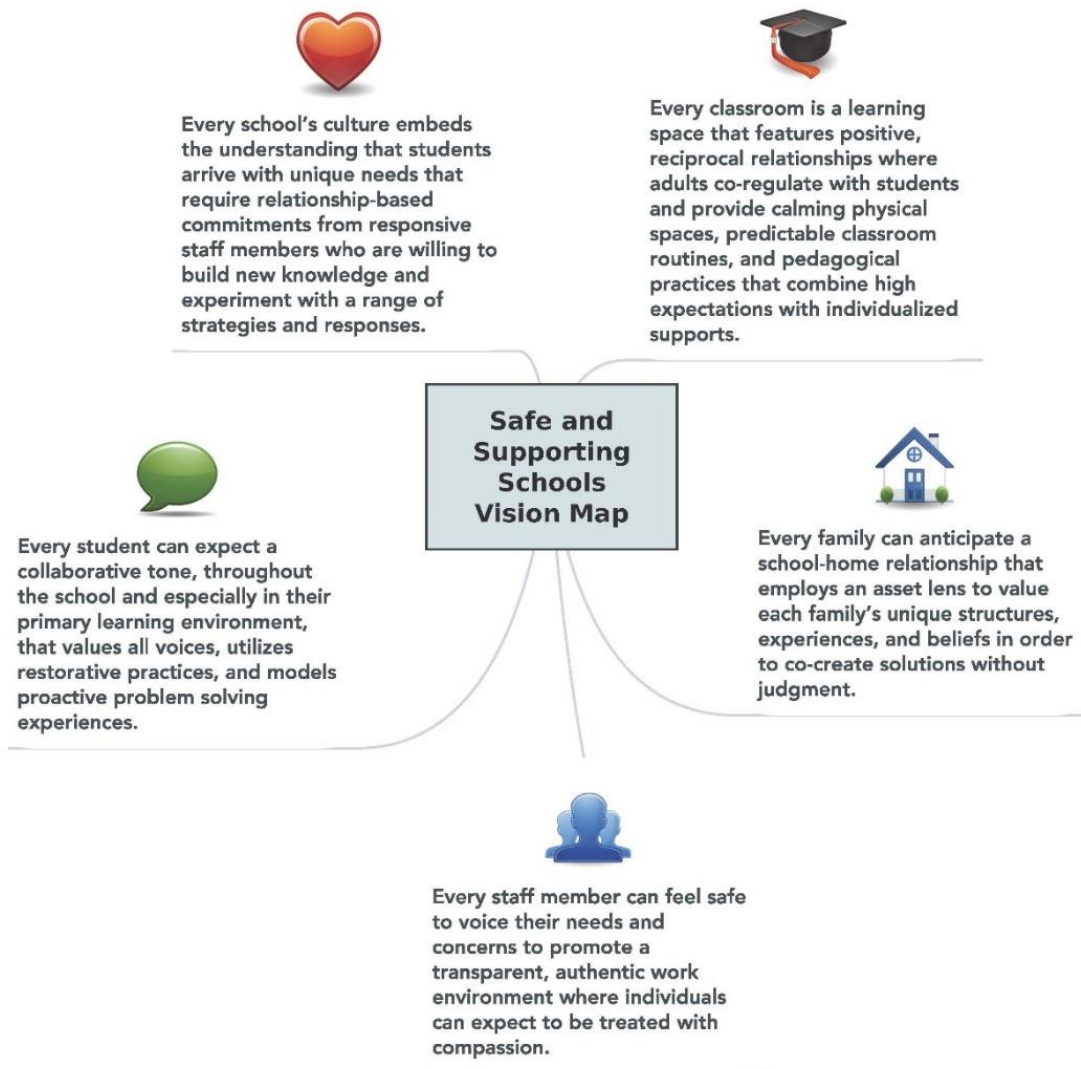 Every school's culture embeds
the understanding that students
arrive with unique needs that
require relationship-based
commitments from responsive
staff members who are willing to
build new knowledge and
experiment with a range of
strategies and responses.
Every classroom is a learning
space that features positive,
reciprocal relationships where
adults co-regulate with students
and provide calming physical
spaces, predictable classroom
routines, and pedagogical
practices that combine high
expectations with individualized
supports.
Safe and
Supporting
Schools
Vision Map
Every student can expect a
collaborative tone, throughout
the school and especially in their
primary learning environment,
that values all voices, utilizes
restorative practices, and models
proactive problem solving
experiences.
Every family can anticipate a
school-home relationship that
employs an asset lens to value
each family's unique structures,
experiences, and beliefs in order
to co-create solutions without
judgment.
Every staff member can feel safe
to voice their needs and
concerns to promote a
transparent, authentic work
environment where individuals
can expect to be treated with
compassion.